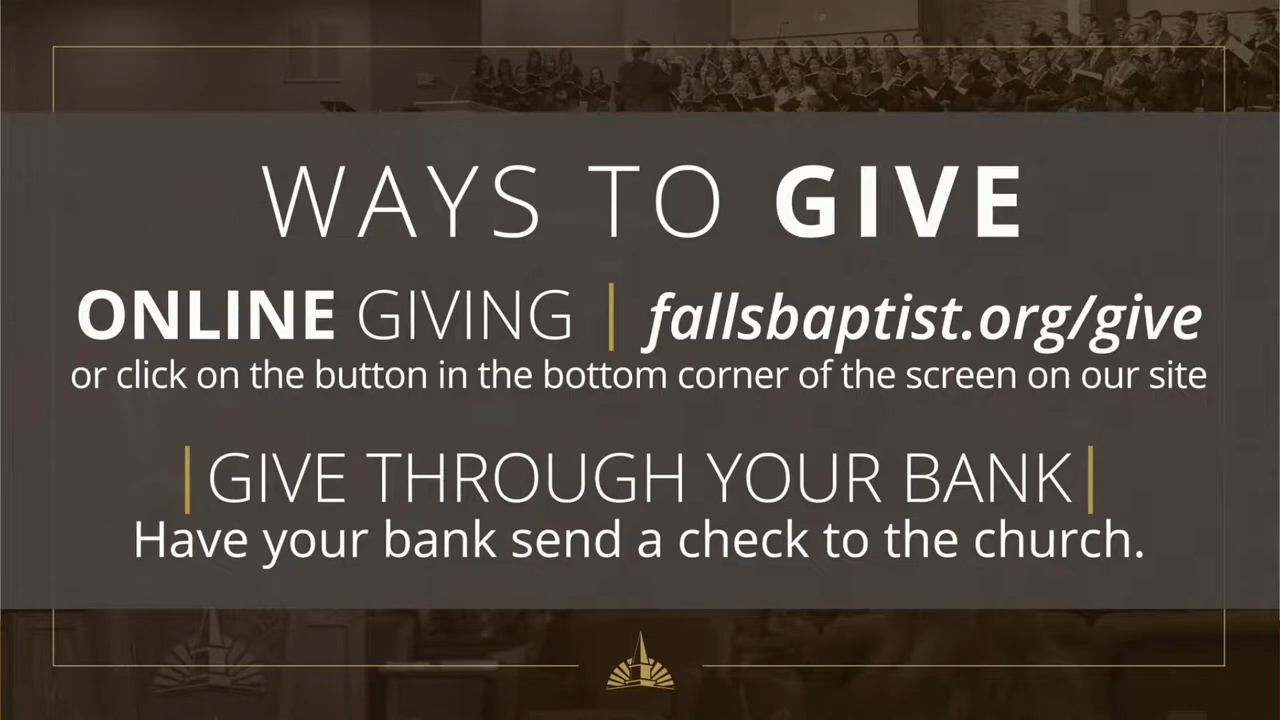 WAYS TO GIVE
ONLINE GIVING | fallsbaptist.org/give
or click on the button in the bottom corner of the screen on our site
|GIVE THROUGH YOUR BANK|
Have your bank send a check to the church.